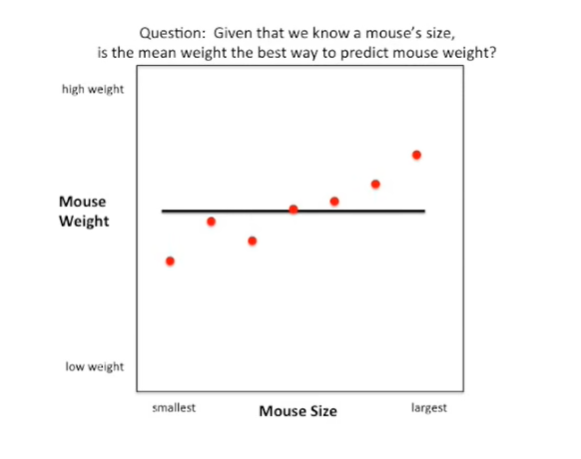 Question:  Given that we know a mouse's size,
is the mean weight the best way to predict mouse weight?
high weight
Mouse
Weight
low weight
smallest
Mouse Size
largest